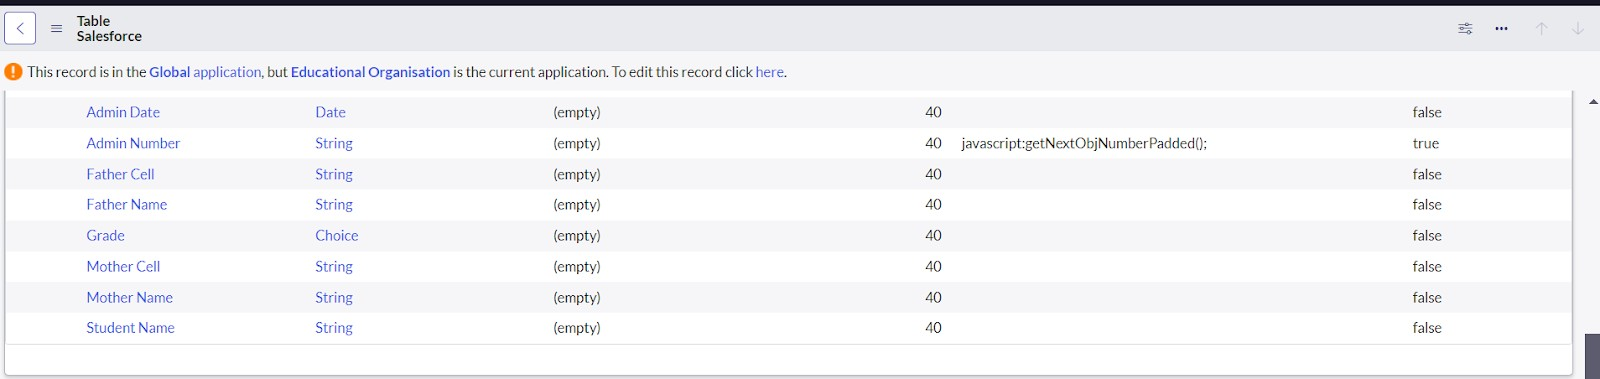 Table
Salesforce
This record is in the Global application, but Educational Organisation is the current application. To edit this record click here.
Admin Date Date (empty) 40 false
Admin Number String (empty) 40 javascript:getNextObjNumberPadded(); true
Father Cell String (empty) 40 false
Father Name String (empty) 40 false
Grade Choice (empty) 40 false
Mother Cell String (empty) 40 false
Mother Name String (empty) 40 false
Student Name String (empty) 40 false